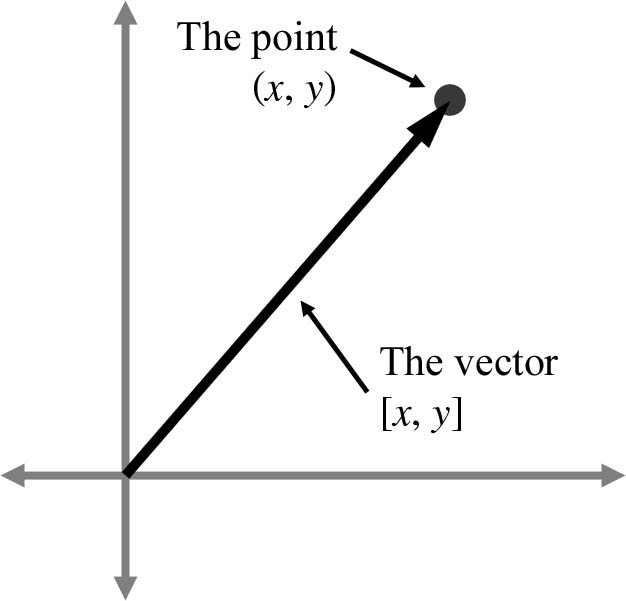 The point
(x, y)
The vector
[x, y]